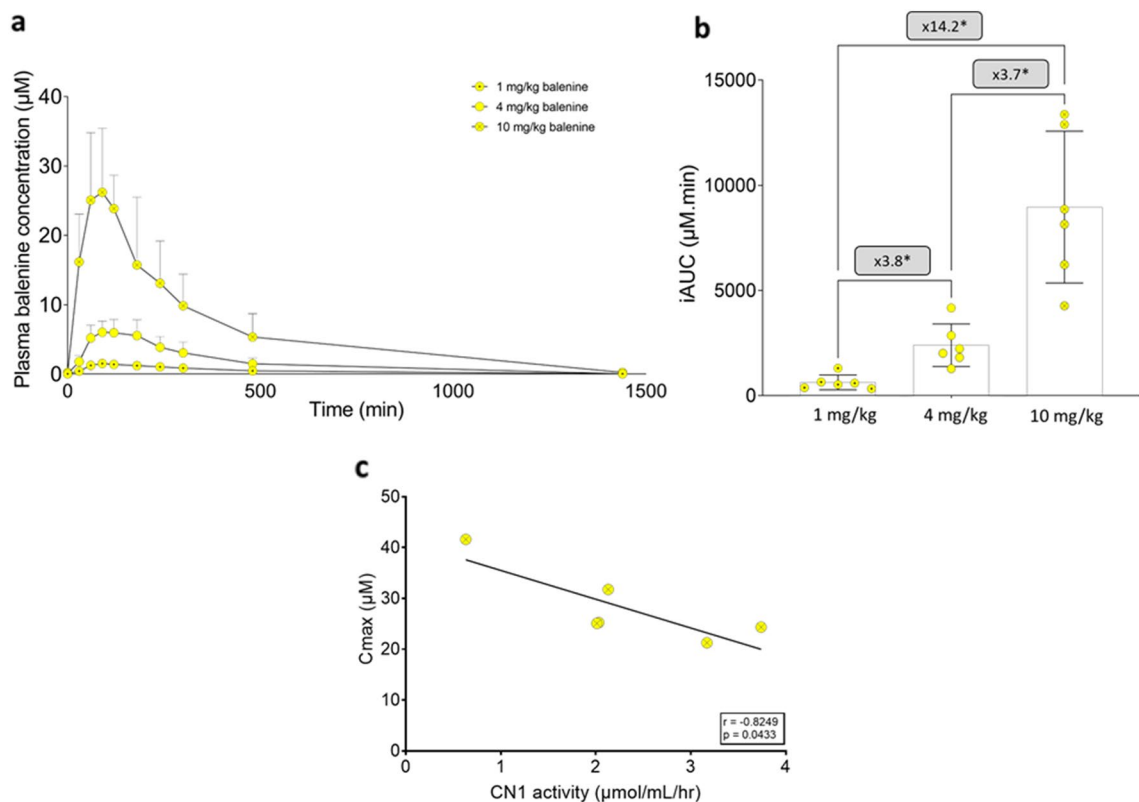 a
Plasma balenine concentration (µM)
40
30
20
10
0
0
500
1000
1500
Time (min)
1 mg/kg balenine
4 mg/kg balenine
10 mg/kg balenine
b
x14.2*
x3.7*
x3.8*
iAUC (µM.min)
15000
10000
5000
0
1 mg/kg
4 mg/kg
10 mg/kg
c
Cmax (µM)
50
40
30
20
10
0
0
1
2
3
4
r = -0.8249
p = 0.0433
CN1 activity (µmol/mL/hr)